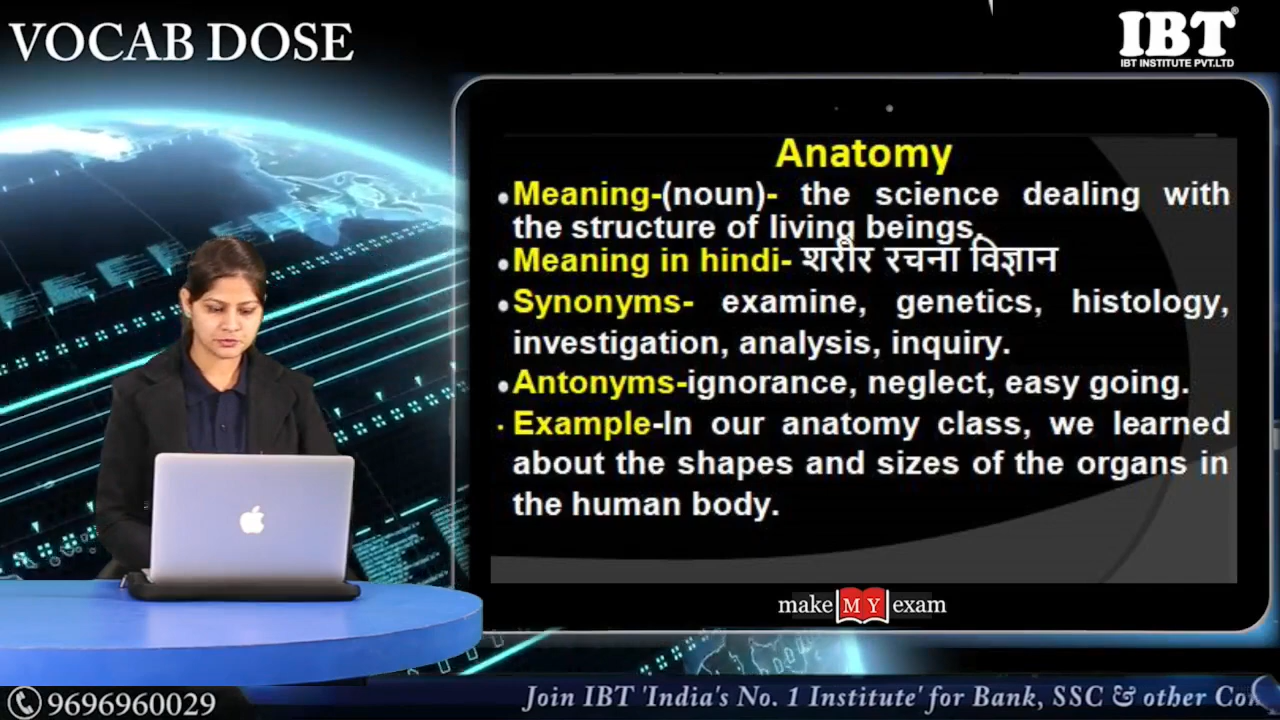 VOCAB DOSE
IBT®
IBT INSTITUTE PVT.LTD
Anatomy
•Meaning-(noun)- the science dealing with
the structure of living beings.
•Meaning in hindi- शरीर रचना विज्ञान
•Synonyms- examine, genetics, histology,
investigation, analysis, inquiry.
•Antonyms-ignorance, neglect, easy going.
·Example-In our anatomy class, we learned
about the shapes and sizes of the organs in
the human body.
make MY exam
9696960029
Join IBT 'India's No. 1 Institute' for Bank, SSC & other